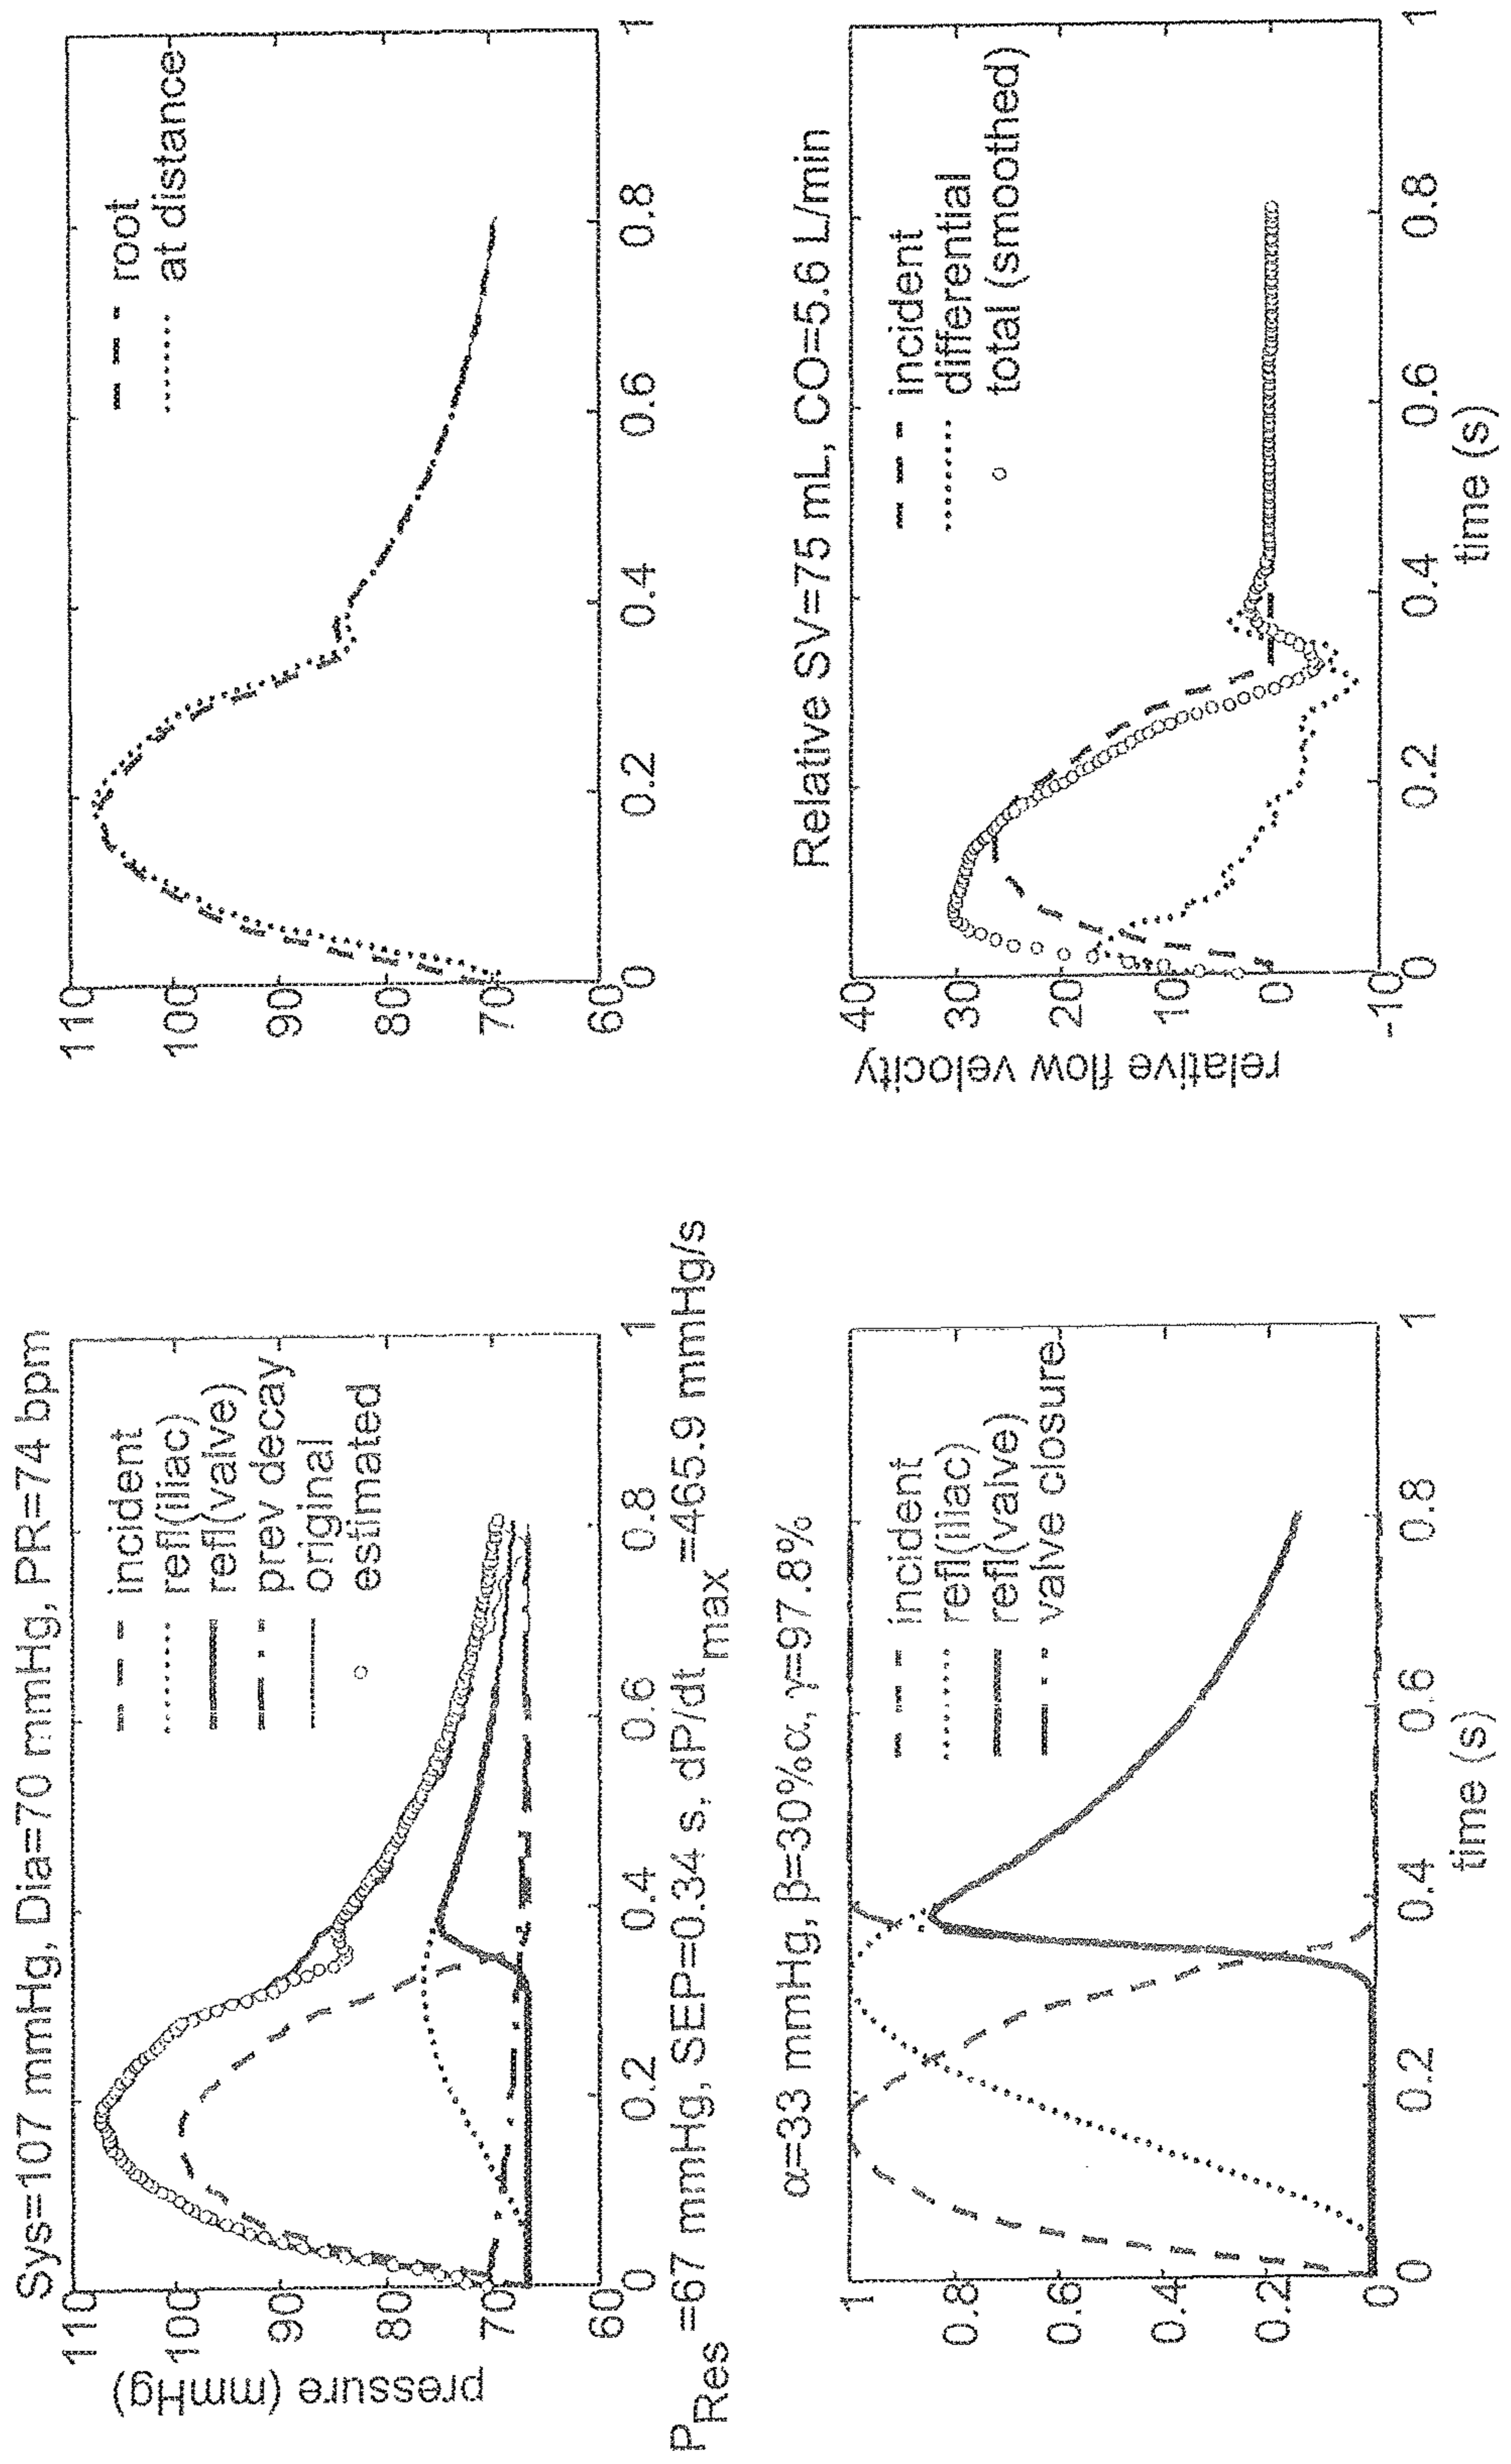 Sys=107 mmHg, Dia=70 mmHg, PR=74 bpm
pressure (mmHg)
110
100
90
80
70
60
0
0.2
0.4
0.6
0.8
1
incident
refl(iliac)
refl(valve)
prev decay
original
estimated
110
100
90
80
70
60
0
0.2
0.4
0.6
0.8
1
root
at distance
PRes =67 mmHg, SEP=0.34 s, dP/dtmax =465.9 mmHg/s
α=33 mmHg, β=30%α, γ=97.8%
1
0.8
0.6
0.4
0.2
0
0
0.2
0.4
0.6
0.8
1
time (s)
incident
refl(iliac)
refl(valve)
valve closure
Relative SV=75 mL, CO=5.6 L/min
relative flow velocity
40
30
20
10
0
-10
0
0.2
0.4
0.6
0.8
1
time (s)
incident
differential
total (smoothed)